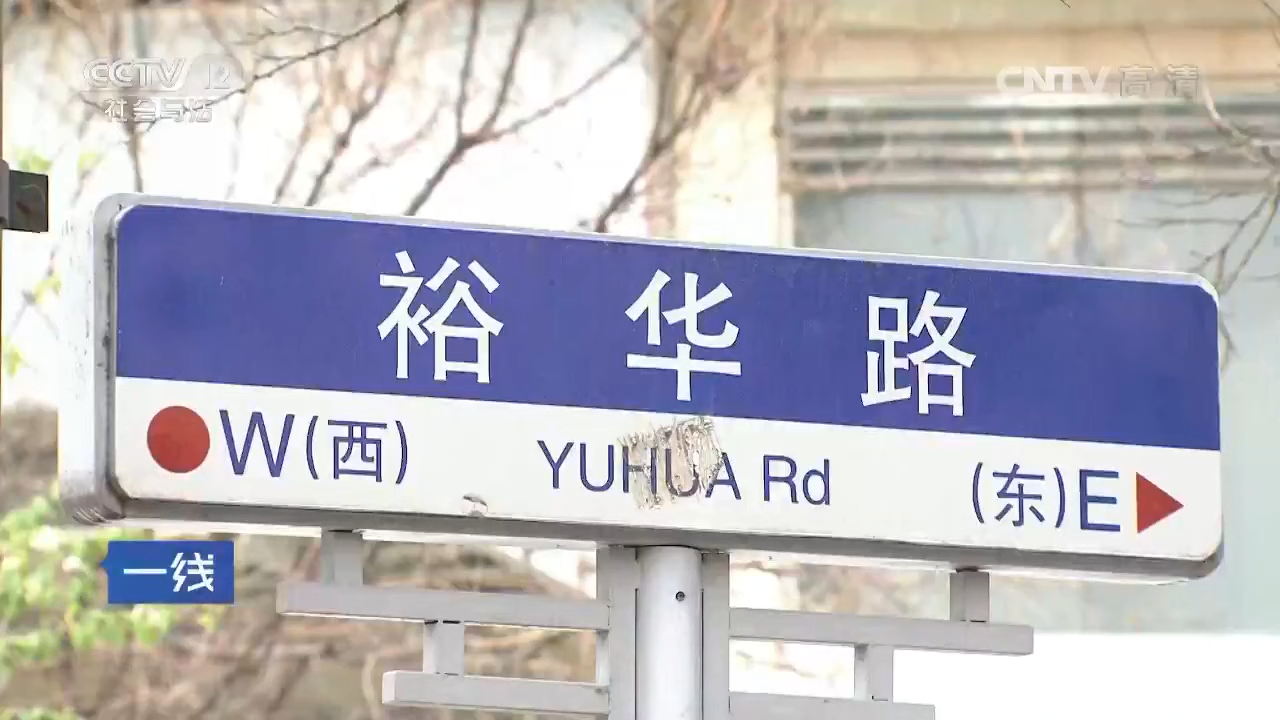 CCTV 12
社会与法
CNTV 高清
裕华路
W(西) YUHUA Rd (东)E
一线